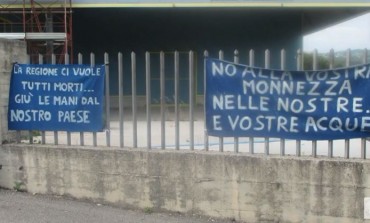 LA REGIONE CI VUOLE
TUTTI MORTI...
GIÙ LE MANI DAL
NOSTRO PAESE
NO ALLA VOSTRA
MONNEZZA
NELLE NOSTRE..
E VOSTRE ACQUE